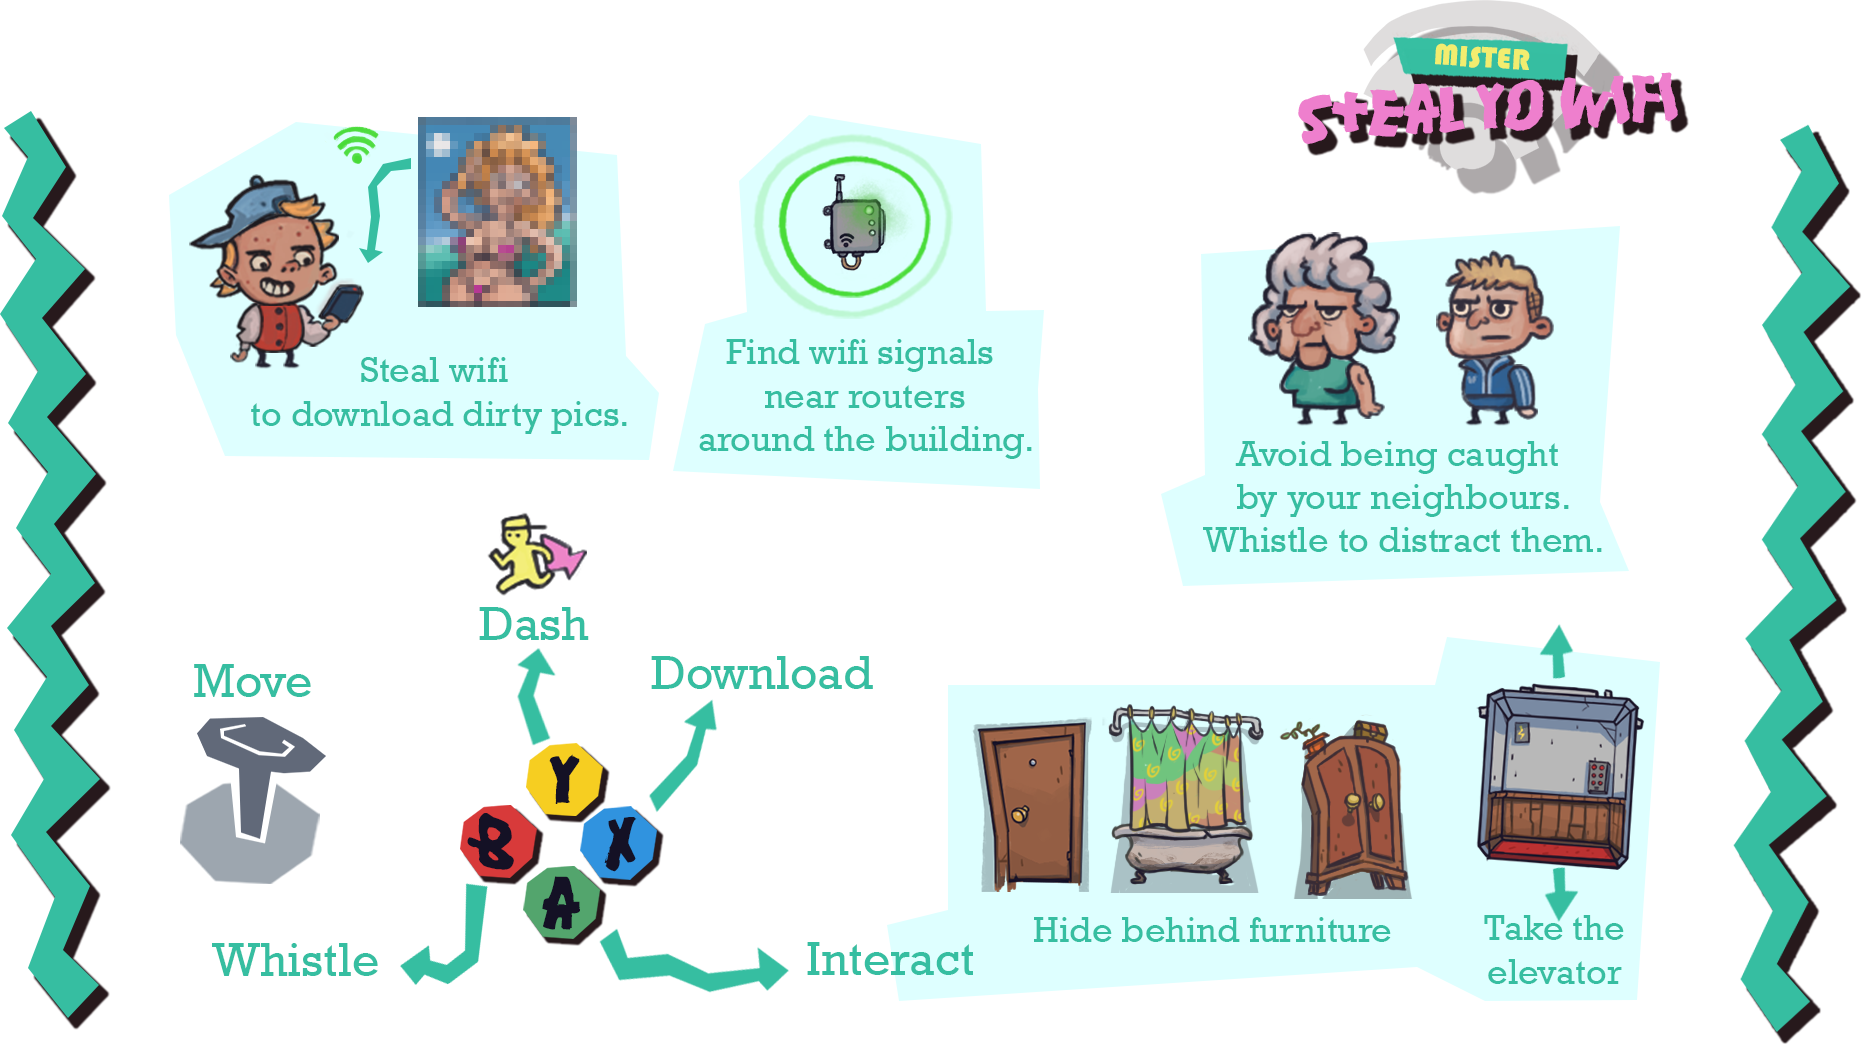 MISTER
STEAL YO WIFI
Steal wifi
to download dirty pics.
Find wifi signals
near routers
around the building.
Avoid being caught
by your neighbours.
Whistle to distract them.
Move
Dash
Download
Y
B
X
A
Whistle
Interact
Hide behind furniture
Take the
elevator